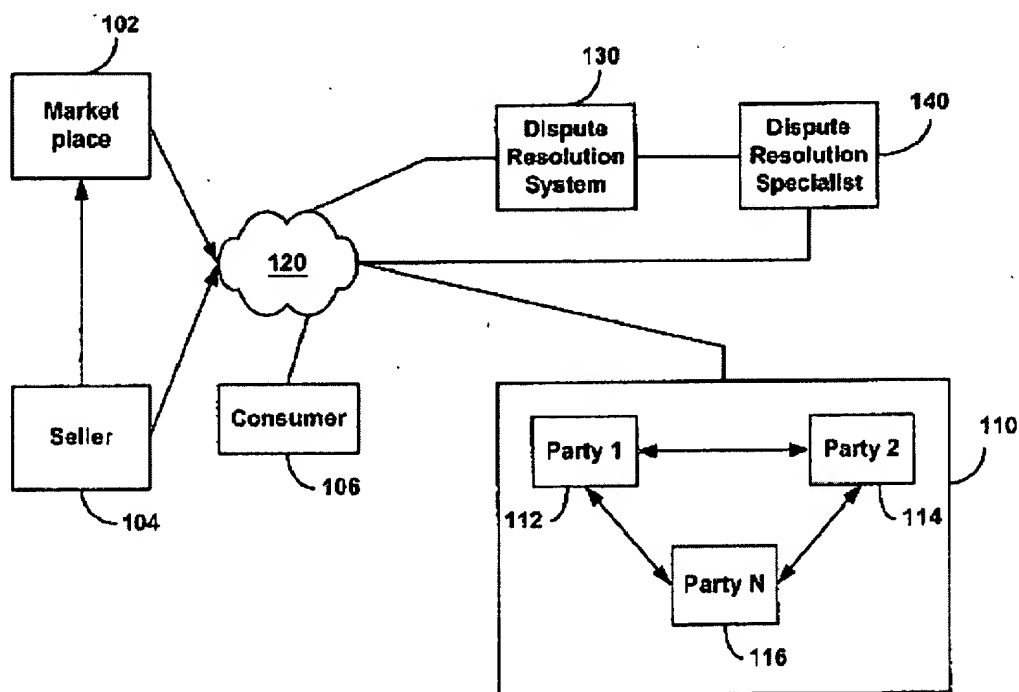 102
Market
place
130
Dispute
Resolution
System
140
Dispute
Resolution
Specialist
120
Seller
104
Consumer
106
110
Party 1
112
Party 2
114
Party N
116